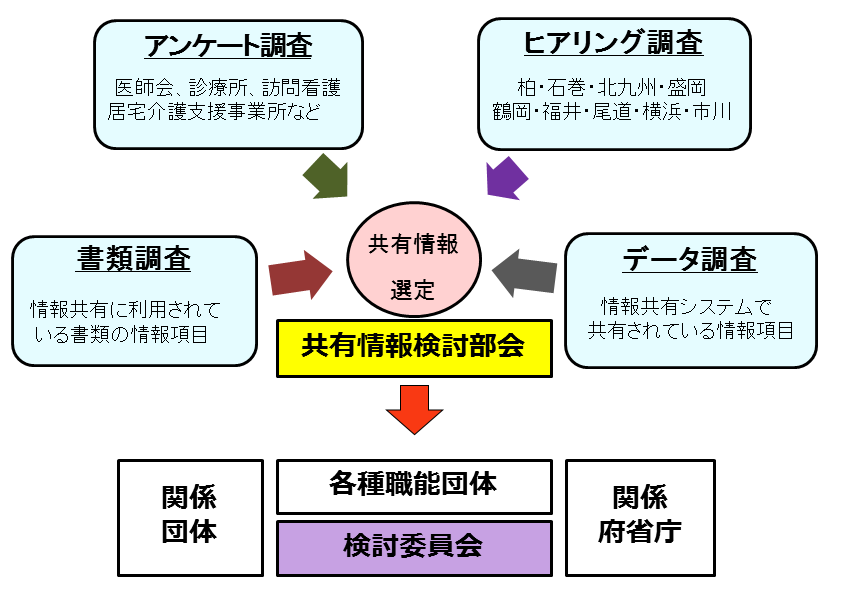 アンケート調査
医師会、診療所、訪問看護
居宅介護支援事業所など
ヒアリング調査
柏・石巻・北九州・盛岡
鶴岡・福井・尾道・横浜・市川
書類調査
情報共有に利用されて
いる書類の情報項目
共有情報
選定
データ調査
情報共有システムで
共有されている情報項目
共有情報検討部会
関係
団体
各種職能団体
検討委員会
関係
府省庁